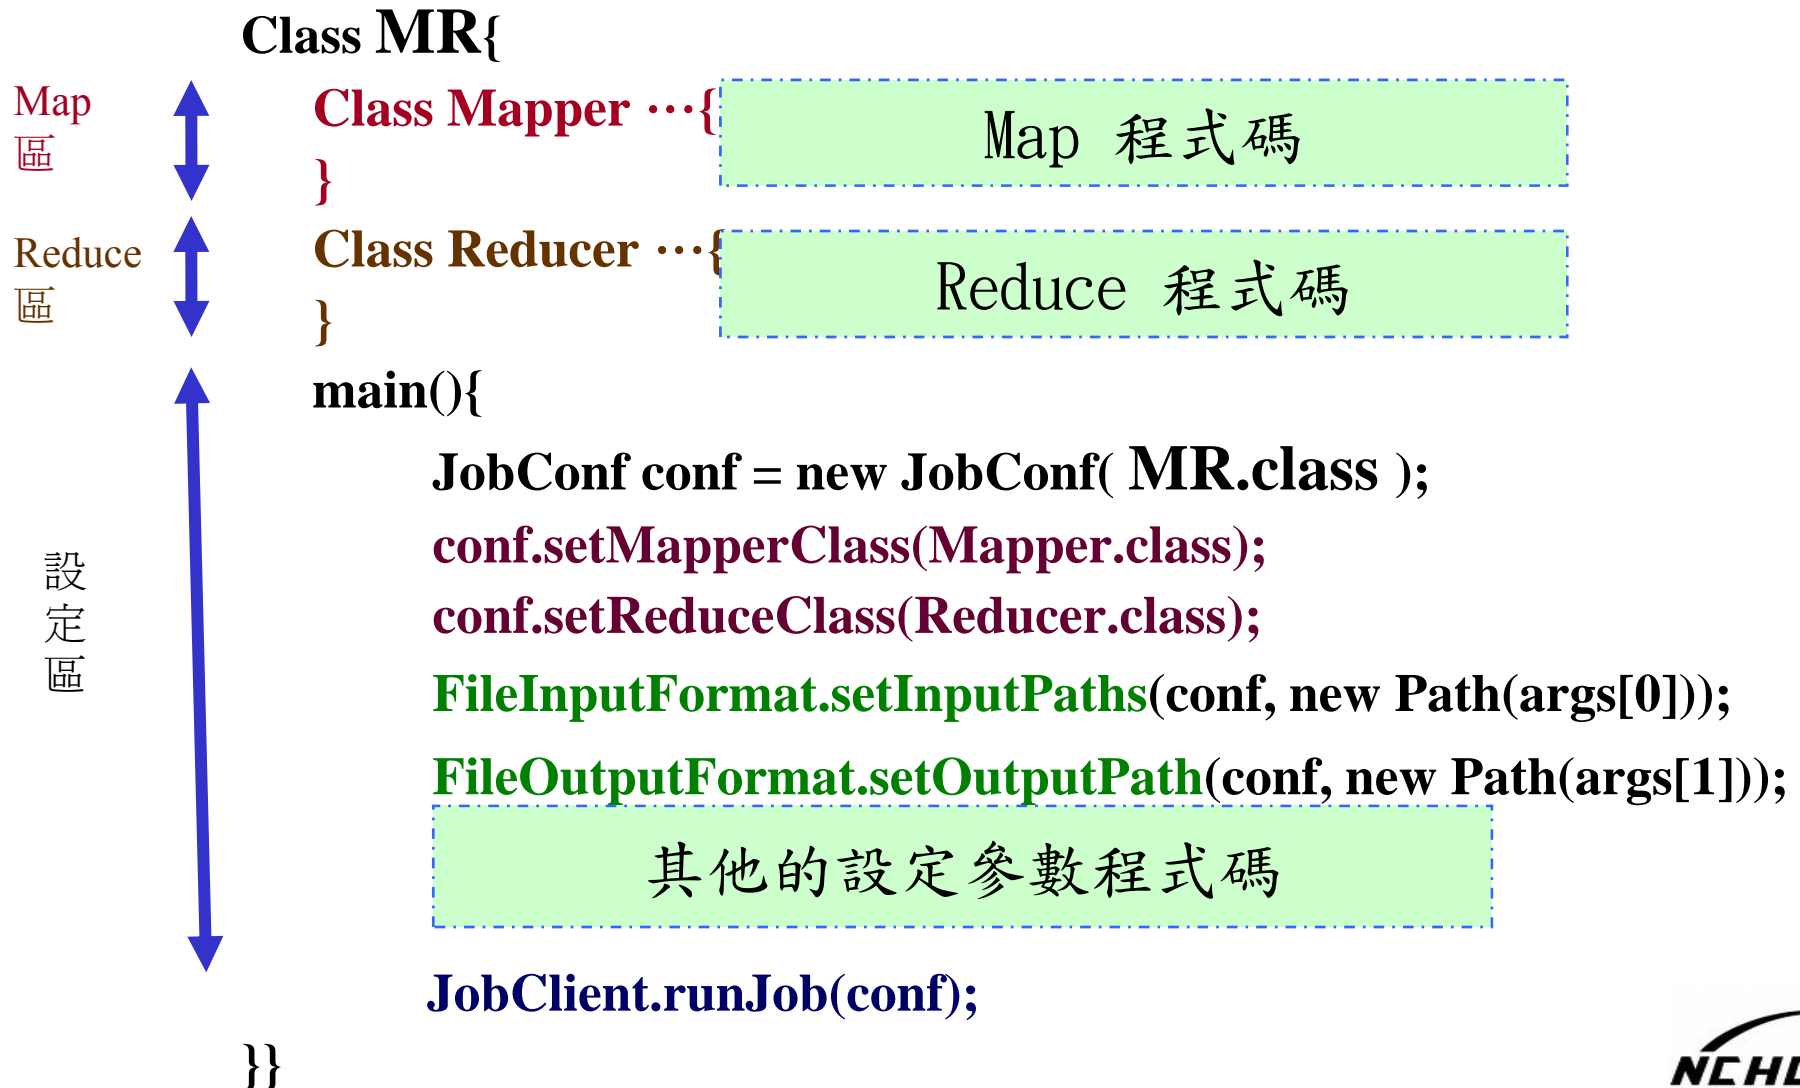 Class MR{
Map
區
Class Mapper ⋯{
Map 程式碼
}
Reduce
區
Class Reducer ⋯{
Reduce 程式碼
}
main(){
設
定
區
JobConf conf = new JobConf( MR.class );
conf.setMapperClass(Mapper.class);
conf.setReduceClass(Reducer.class);
FileInputFormat.setInputPaths(conf, new Path(args[0]));
FileOutputFormat.setOutputPath(conf, new Path(args[1]));
其他的設定參數程式碼
JobClient.runJob(conf);
}}